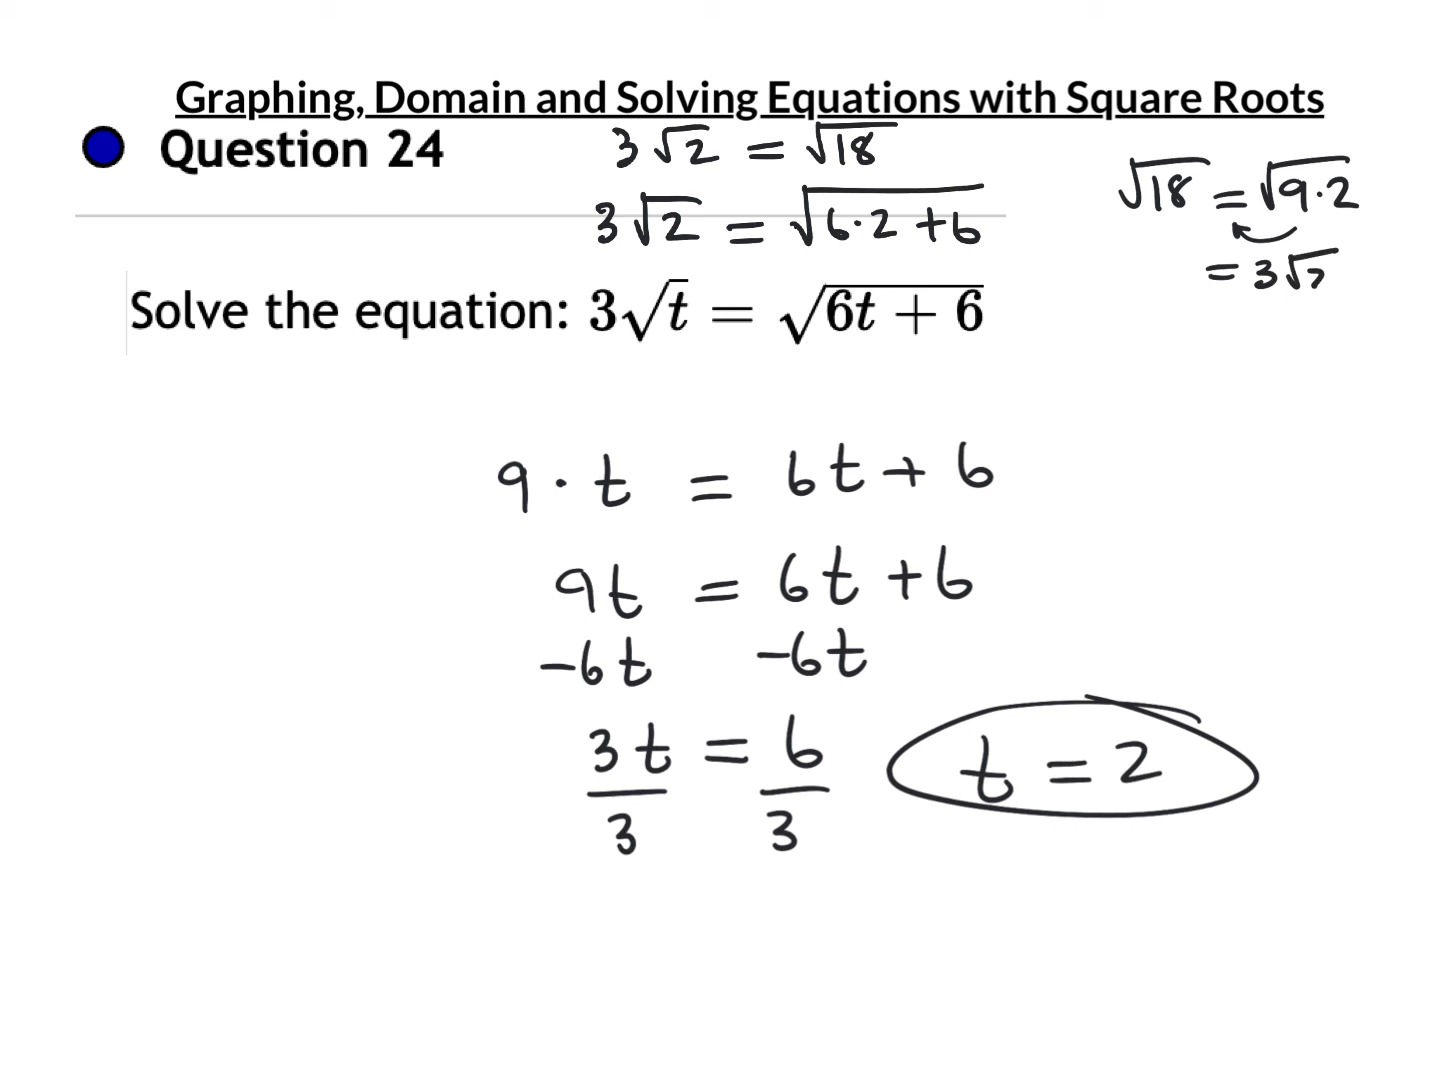 Graphing, Domain and Solving Equations with Square Roots
Question 24
3√2 = √18
√18 = √9·2
3√2 = √6·2+6
= 3√2
Solve the equation: 3√t = √6t + 6
9·t = 6t+6
9t = 6t+6
-6t -6t
3t = 6
3 3
t = 2